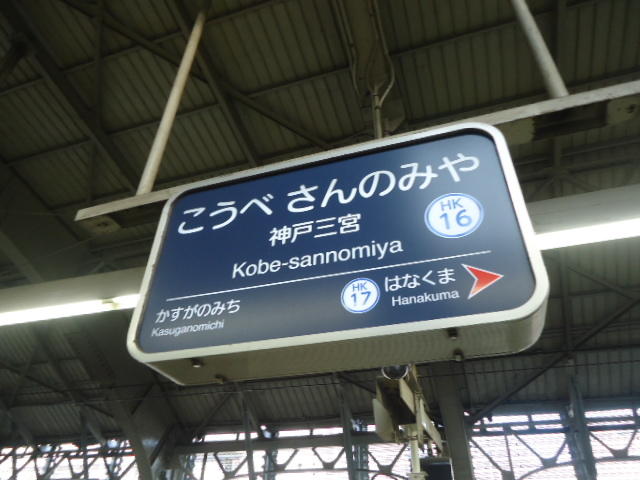 こうべ さんのみや
神戸三宮
HK 16
Kobe-sannomiya
かすがのみち
Kasuganomichi
HK 17
はなくま
Hanakuma